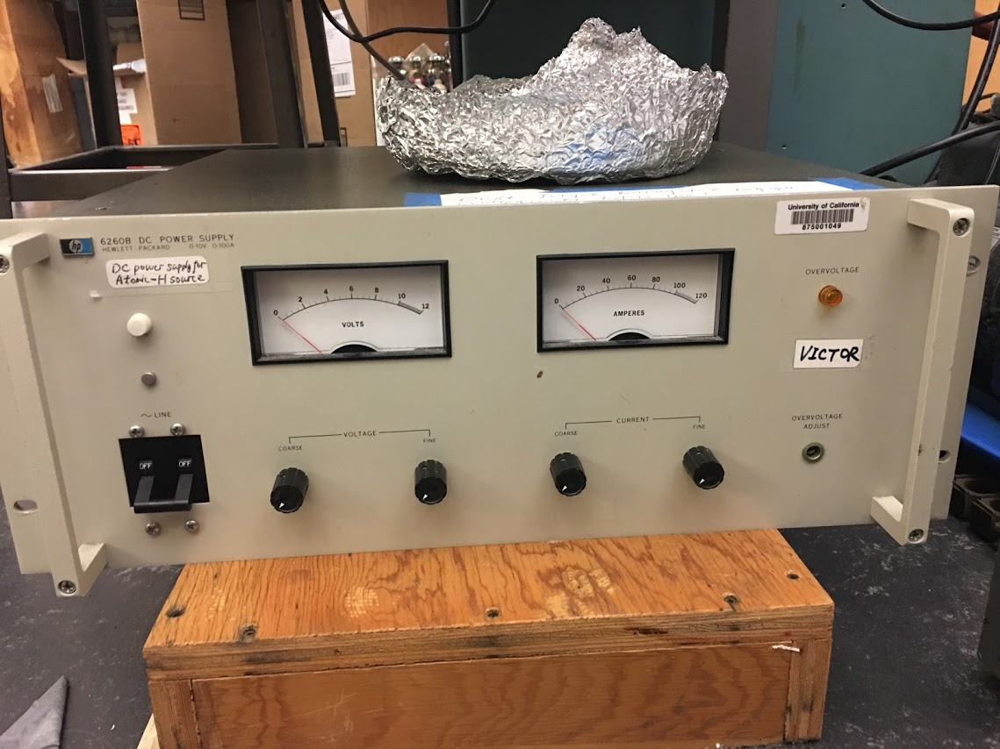 University of California
675001049
hp
6260B DC POWER SUPPLY
HEWLETT - PACKARD 0-10V 0-100A
DC power supply for
Atomic-H source
0 2 4 6 8 10 12
VOLTS
0 20 40 60 80 100 120
AMPERES
OVERVOLTAGE
VICTOR
~LINE
OFF OFF
VOLTAGE
COARSE FINE
CURRENT
COARSE FINE
OVERVOLTAGE
ADJUST